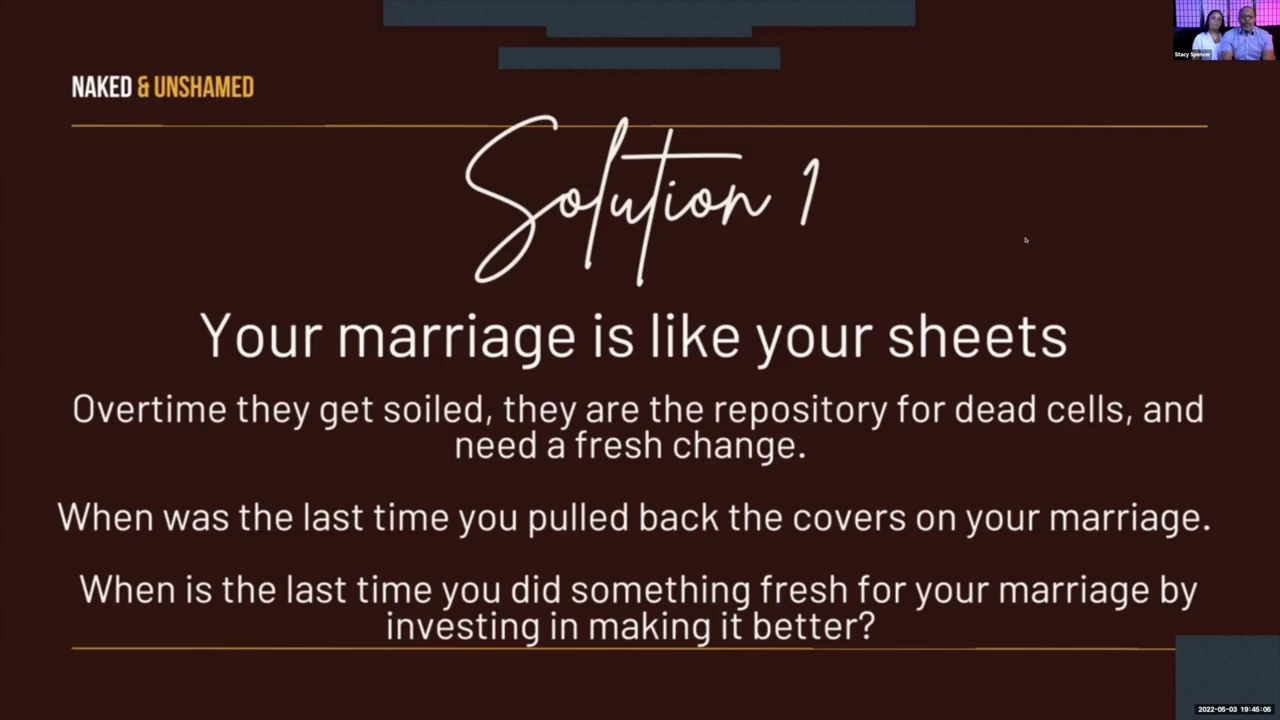 Stacy Spencer
NAKED & UNSHAMED
Solution 1
Your marriage is like your sheets
Overtime they get soiled, they are the repository for dead cells, and
need a fresh change.
When was the last time you pulled back the covers on your marriage.
When is the last time you did something fresh for your marriage by
investing in making it better?
2022-05-03 19:45:06